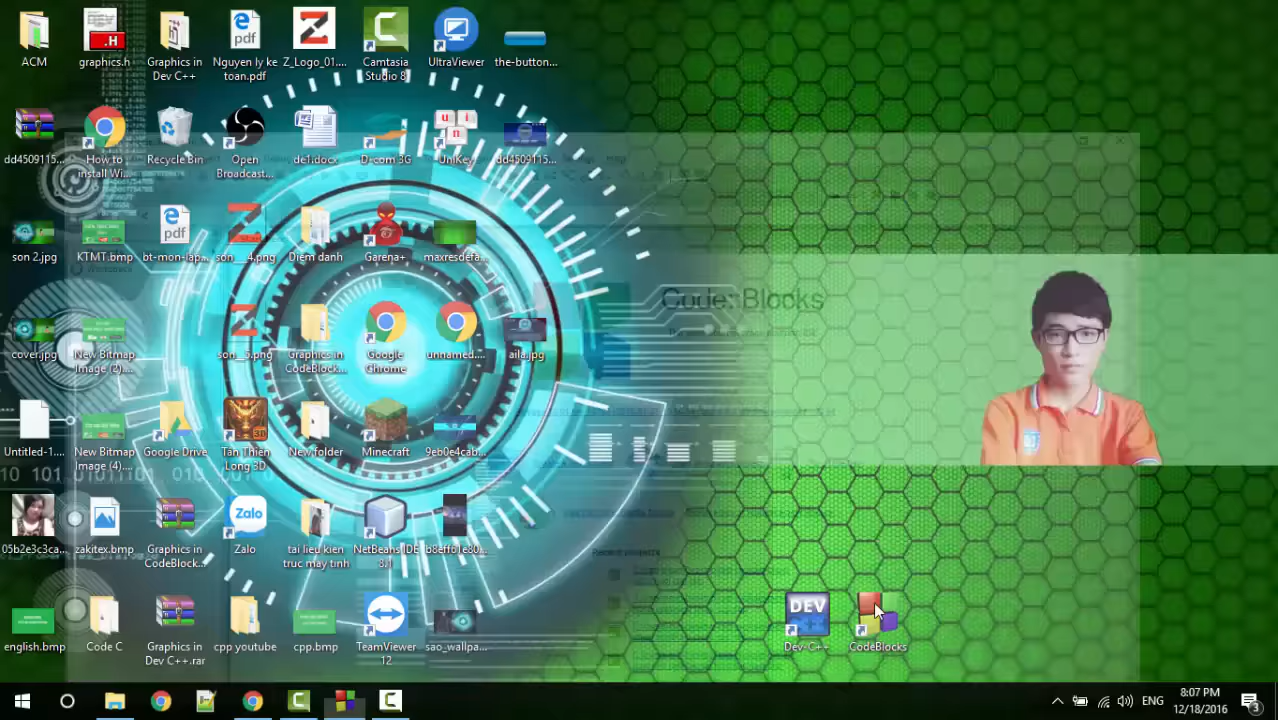 ACM
graphics.h
Graphics in
Dev C++
Nguyen ly ke
toan.pdf
Z_Logo_01....
Camtasia
Studio 8
UltraViewer
the-button...
dd4509115...
How to
install Wi...
Recycle Bin
Open
Broadcast...
de1.docx
D-com 3G
UniKey
dd4509115...
son 2.jpg
KTMT.bmp
bt-mon-lap...
son__4.png
Diem danh
Garena+
maxresdefa...
Workspace
Code::Blocks
cover.jpg
New Bitmap
Image (2)....
son__5.png
Graphics in
CodeBlock...
Google
Chrome
unnamed....
aila.jpg
Untitled-1....
New Bitmap
Image (4)....
Google Drive
Tan Thien
Long 3D
New folder
Minecraft
9eb0e4cab...
05b2e3c3ca...
zakitex.bmp
Graphics in
CodeBlock...
Zalo
tai lieu kien
truc may tinh
NetBeans IDE
8.1
b8eff61e80...
Recent projects
english.bmp
Code C
Graphics in
Dev C++.rar
cpp youtube
cpp.bmp
TeamViewer
12
sao_wallpa...
Dev-C++
CodeBlocks
ENG
8:07 PM
12/18/2016
3